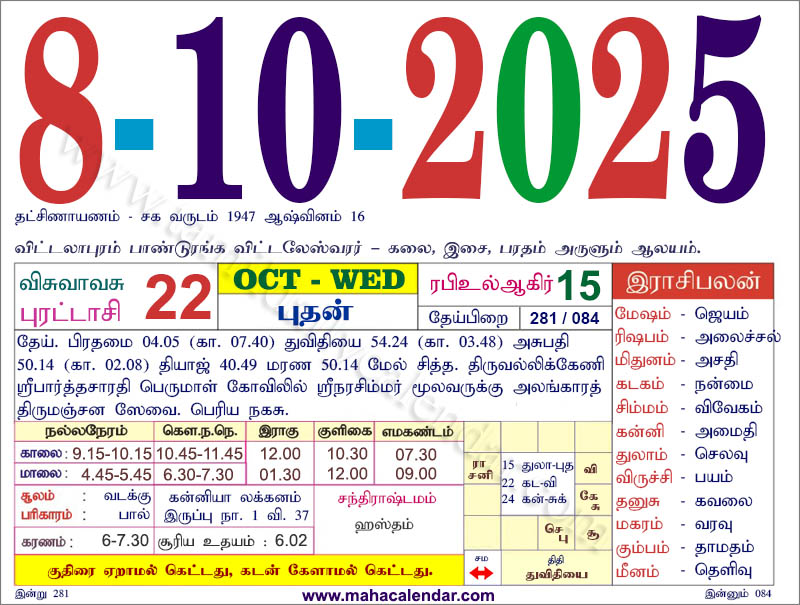 8-10-2025
தட்சிணாயணம் - சக வருடம் 1947 ஆஷ்வினம் 16
விட்டலாபுரம் பாண்டுரங்க விட்டலேஸ்வரர் – கலை, இசை, பரதம் அருளும் ஆலயம்.
விசுவாவசு
புரட்டாசி 22
OCT - WED
புதன்
ரபிஉல்ஆகிர் 15
தேய்பிறை 281 / 084
தேய். பிரதமை 04.05 (கா. 07.40) துவிதியை 54.24 (கா. 03.48) அசுபதி
50.14 (கா. 02.08) தியாஜ் 40.49 மரண 50.14 மேல் சித்த. திருவல்லிக்கேணி
ஸ்ரீபார்த்தசாரதி பெருமாள் கோவிலில் ஸ்ரீநரசிம்மர் மூலவருக்கு அலங்காரத்
திருமஞ்சன ஸேவை. பெரிய நகசு.
நல்லநேரம் கௌ.ந.நெ. இராகு குளிகை எமகண்டம்
காலை: 9.15-10.15 10.45-11.45 12.00 10.30 07.30
மாலை: 4.45-5.45 6.30-7.30 01.30 12.00 09.00
சூலம் : வடக்கு
பரிகாரம் : பால்
கன்னியா லக்கனம்
இருப்பு நா. 1 வி. 37
சந்திராஷ்டமம்
ஹஸ்தம்
கரணம் : 6-7.30 சூரிய உதயம் : 6.02
குதிரை ஏறாமல் கெட்டது, கடன் கேளாமல் கெட்டது.
ரா
சனி
15 துலா-புத
22 கட-வி
24 கன்-சுக்
வி
கே
சு
செ
பு
சூ
சம
திதி
துவிதியை
இராசிபலன்
மேஷம் - ஜெயம்
ரிஷபம் - அலைச்சல்
மிதுனம் - அசதி
கடகம் - நன்மை
சிம்மம் - விவேகம்
கன்னி - அமைதி
துலாம் - செலவு
விருச்சி - பயம்
தனுசு - கவலை
மகரம் - வரவு
கும்பம் - தாமதம்
மீனம் - தெளிவு
இன்று 281
www.mahacalendar.com
இன்னும் 084